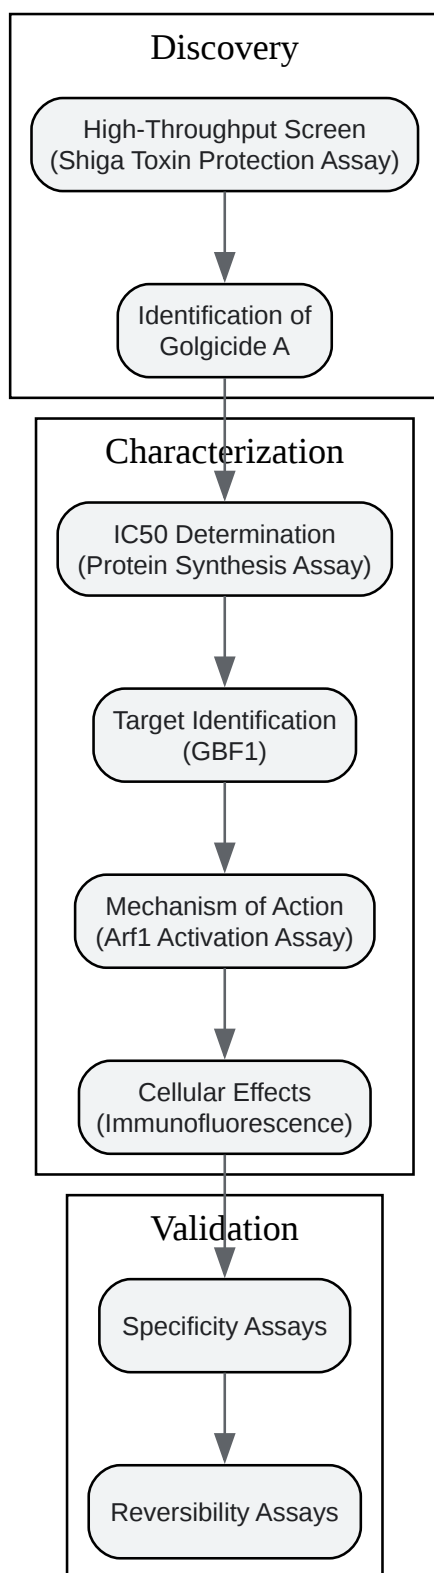 Discovery
High-Throughput Screen
(Shiga Toxin Protection Assay)
Identification of
Golgicide A
Characterization
IC50 Determination
(Protein Synthesis Assay)
Target Identification
(GBF1)
Mechanism of Action
(Arf1 Activation Assay)
Cellular Effects
(Immunofluorescence)
Validation
Specificity Assays
Reversibility Assays